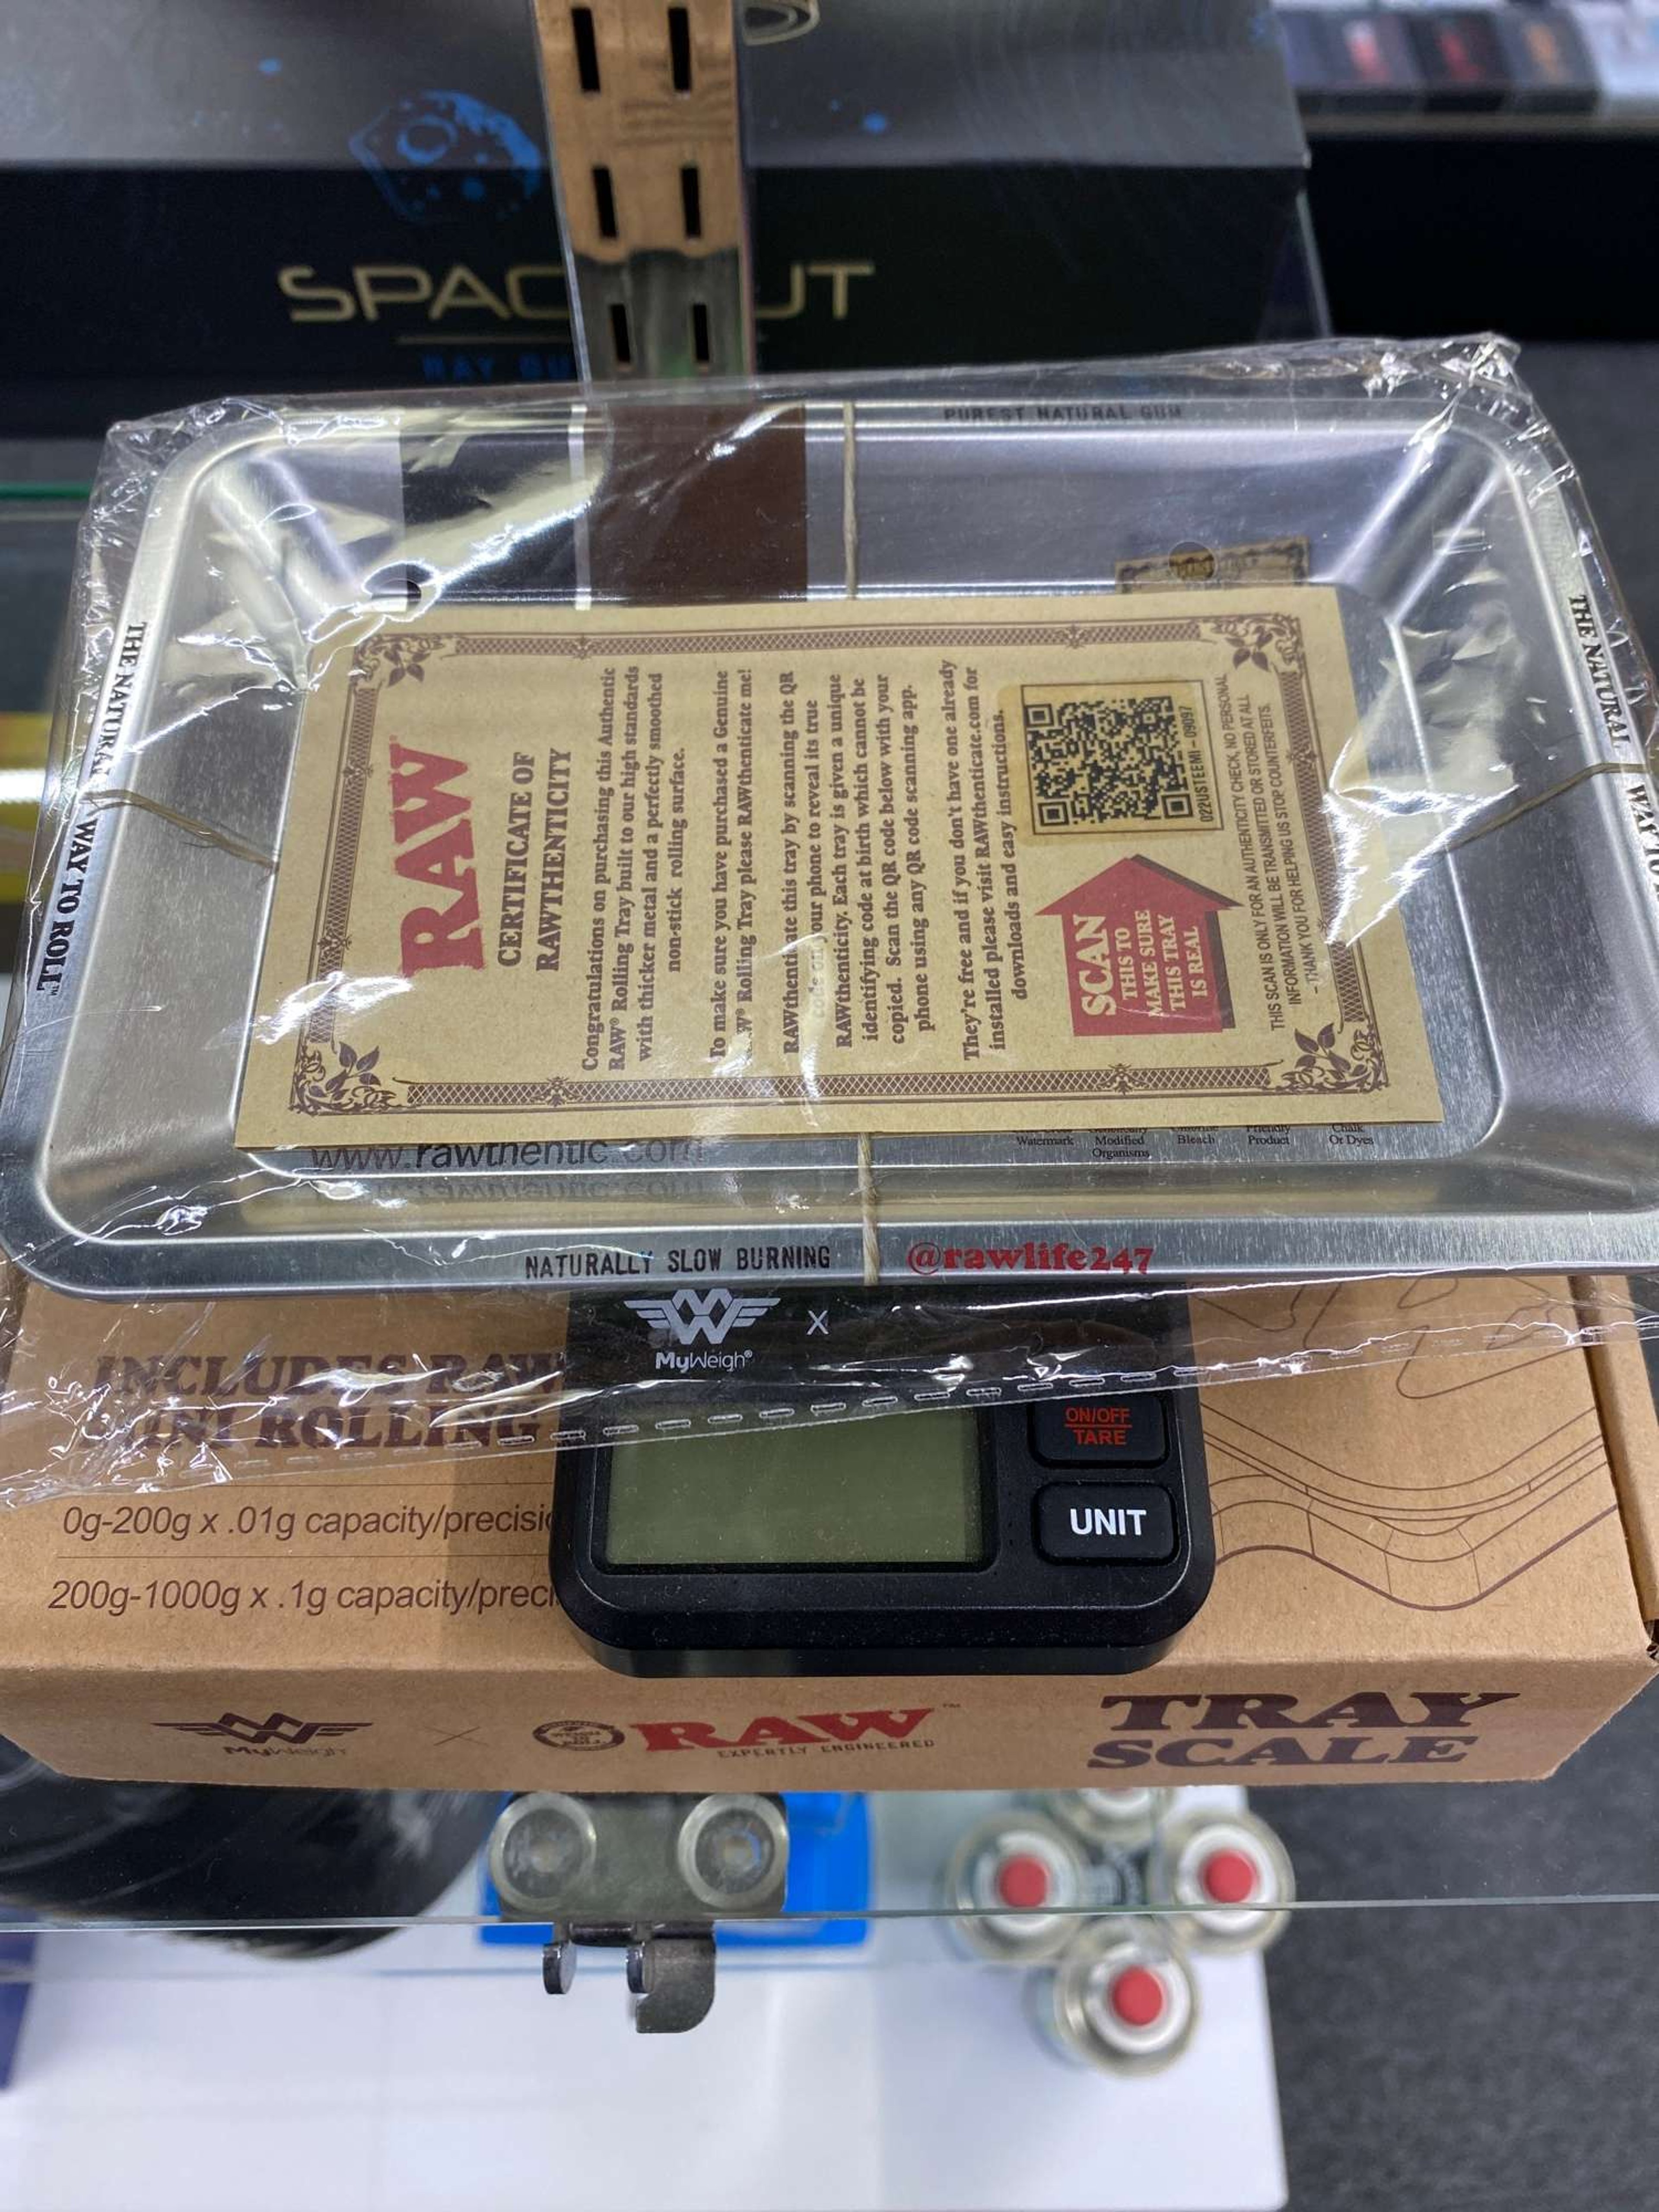 RAY
PUREST NATURAL GUM
THE NATURAL WAY TO ROLL™
THE NATURAL
RAW
CERTIFICATE OF
RAWTHENTICITY
Congratulations on purchasing this Authentic
RAW® Rolling Tray built to our high standards
with thicker metal and a perfectly smoothed
non-stick rolling surface.
To make sure you have purchased a Genuine
RAW® Rolling Tray please RAWthenticate me!
RAWthenticate this tray by scanning the QR
your phone to reveal its true
RAWthenticity. Each tray is given a unique
identifying code at birth which cannot be
copied. Scan the QR code below with your
phone using any QR code scanning app.
They're free and if you don't have one already
installed please visit RAWthenticate.com for
downloads and easy instructions.
SCAN
THIS TO
MAKE SURE
THIS TRAY
IS REAL
022USTEEMI-09097
THIS SCAN IS ONLY FOR AN AUTHENTICITY CHECK, NO PERSONAL
INFORMATION WILL BE TRANSMITTED OR STORED AT ALL
- THANK YOU FOR HELPING US STOP COUNTERFEITS.
www.rawthentic.com
Watermark
Modified
Organisms
Bleach
Product
Chalk
Or Dyes
NATURALLY SLOW BURNING @rawlife247
MyWeigh® X
INCLUDES RAW
MINI ROLLING
ON/OFF
TARE
UNIT
0g-200g x .01g capacity/precisio
200g-1000g x .1g capacity/preci
MyWeigh X RAW™
EXPERTLY ENGINEERED
TRAY
SCALE